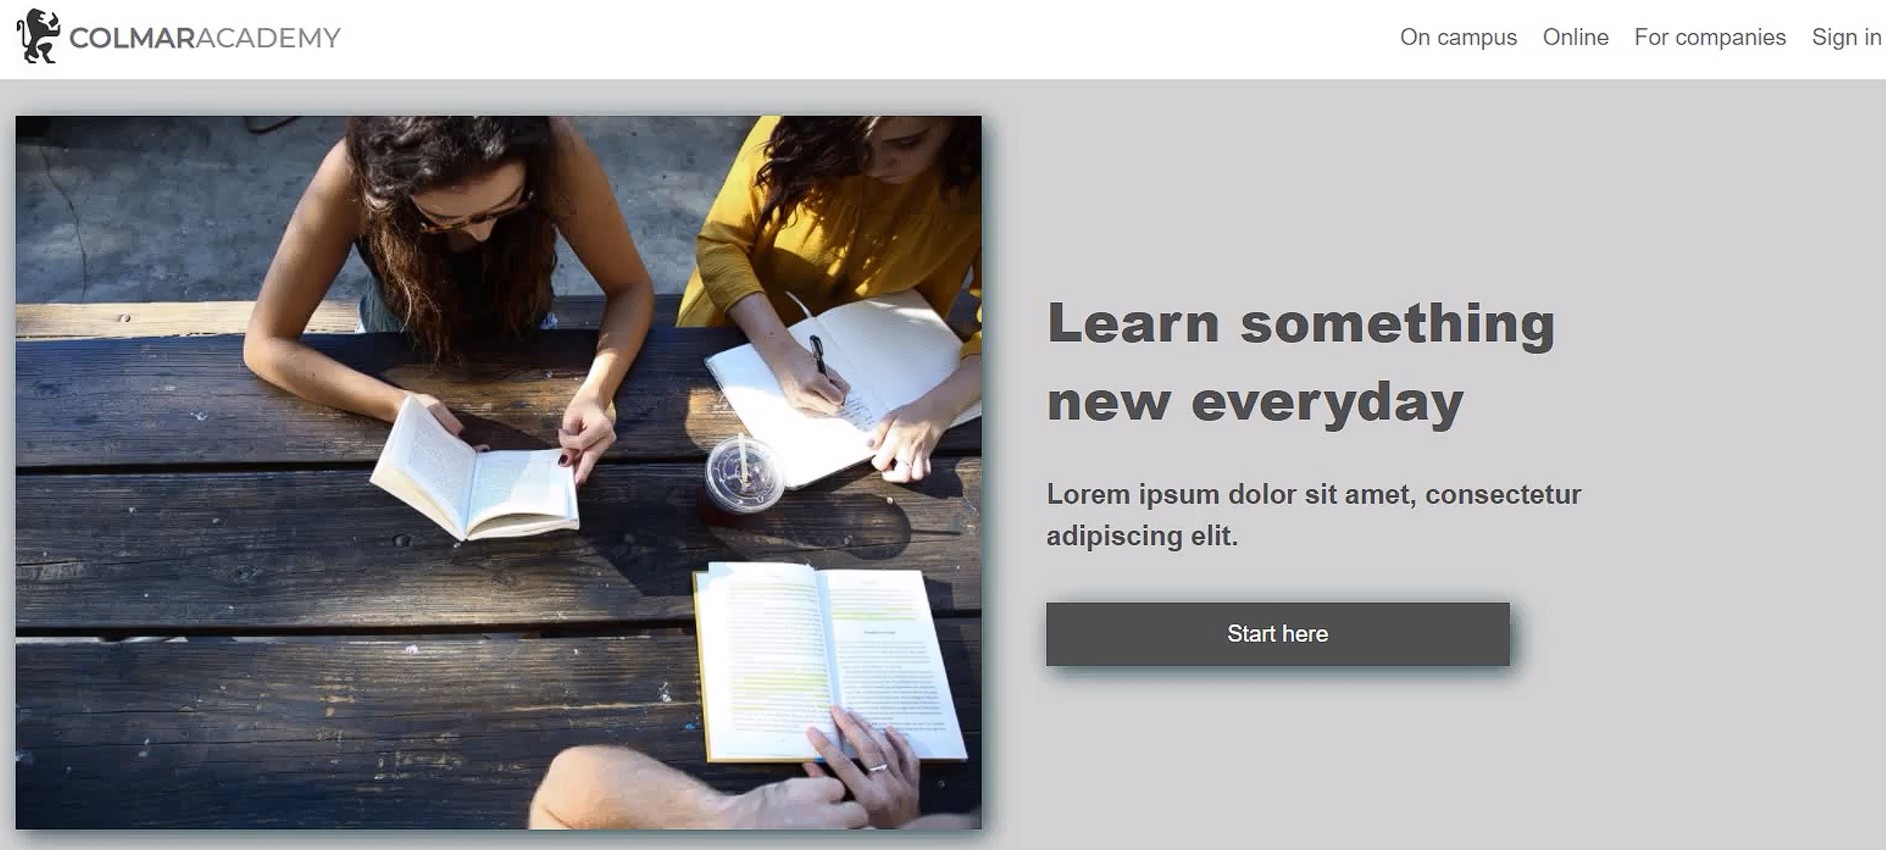 COLMARACADEMY
On campus Online For companies Sign in
Learn something
new everyday
Lorem ipsum dolor sit amet, consectetur
adipiscing elit.
Start here